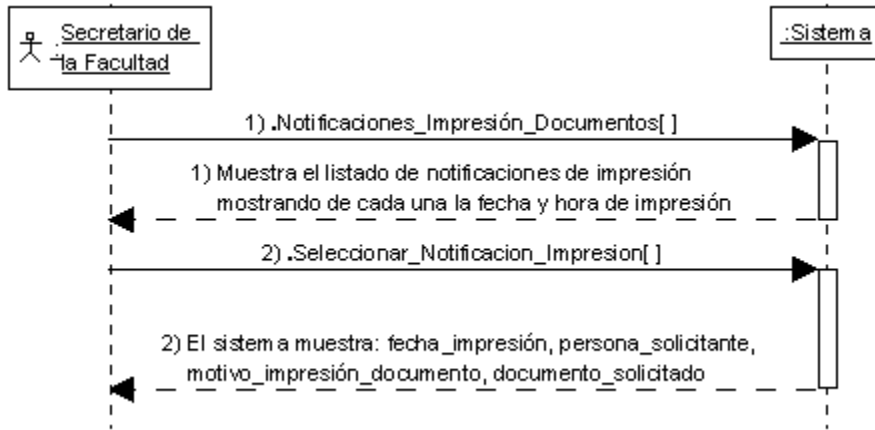 :Secretario de
la Facultad
:Sistema
1) .Notificaciones_Impresión_Documentos[ ]
1) Muestra el listado de notificaciones de impresión
mostrando de cada una la fecha y hora de impresión
2) .Seleccionar_Notificacion_Impresion[ ]
2) El sistema muestra: fecha_impresión, persona_solicitante,
motivo_impresión_documento, documento_solicitado